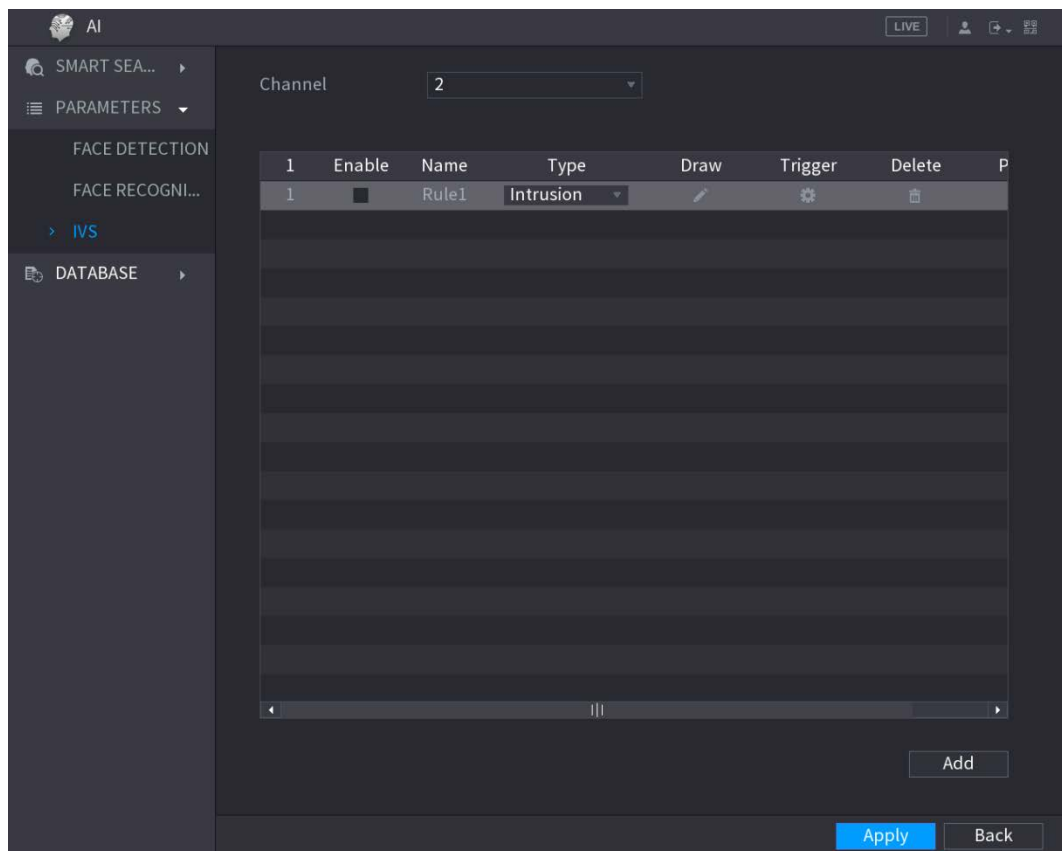 AI
LIVE
SMART SEA...
PARAMETERS
FACE DETECTION
FACE RECOGNI...
IVS
DATABASE
Channel 2
1 Enable Name Type Draw Trigger Delete P
1 Rule1 Intrusion
Add
Apply Back